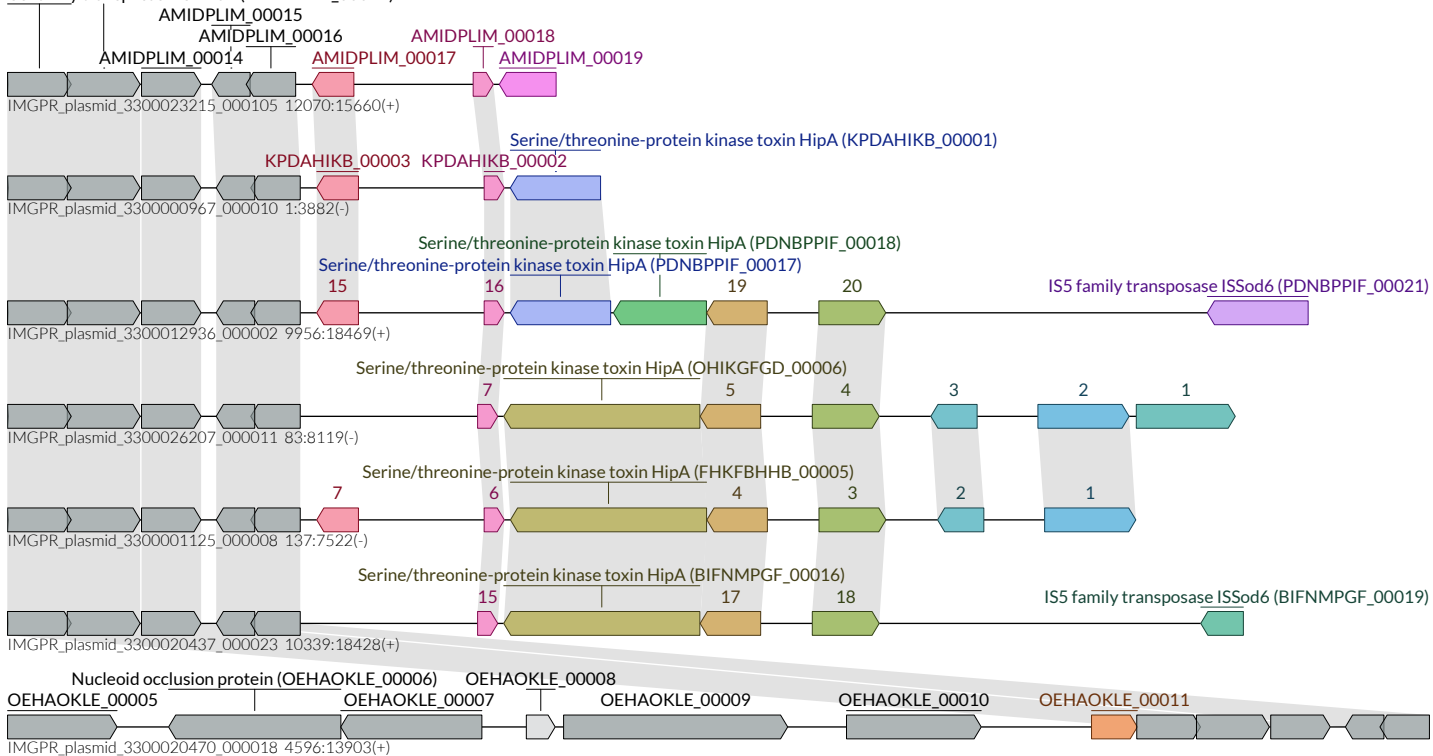 AMIDPLIM_00015
AMIDPLIM_00016 AMIDPLIM_00018
AMIDPLIM_00014 AMIDPLIM_00017 AMIDPLIM_00019
IMGPR_plasmid_3300023215_000105 12070:15660(+)
Serine/threonine-protein kinase toxin HipA (KPDAHIKB_00001)
KPDAHIKB_00003 KPDAHIKB_00002
IMGPR_plasmid_3300000967_000010 1:3882(-)
Serine/threonine-protein kinase toxin HipA (PDNBPPIF_00018)
Serine/threonine-protein kinase toxin HipA (PDNBPPIF_00017)
15 16 19 20 IS5 family transposase ISSod6 (PDNBPPIF_00021)
IMGPR_plasmid_3300012936_000002 9956:18469(+)
Serine/threonine-protein kinase toxin HipA (OHIKGFGD_00006)
7 5 4 3 2 1
IMGPR_plasmid_3300026207_000011 83:8119(-)
Serine/threonine-protein kinase toxin HipA (FHKFBHHB_00005)
7 6 4 3 2 1
IMGPR_plasmid_3300001125_000008 137:7522(-)
Serine/threonine-protein kinase toxin HipA (BIFNMPGF_00016)
15 17 18 IS5 family transposase ISSod6 (BIFNMPGF_00019)
IMGPR_plasmid_3300020437_000023 10339:18428(+)
Nucleoid occlusion protein (OEHAOKLE_00006) OEHAOKLE_00008
OEHAOKLE_00005 OEHAOKLE_00007 OEHAOKLE_00009 OEHAOKLE_00010 OEHAOKLE_00011
IMGPR_plasmid_3300020470_000018 4596:13903(+)